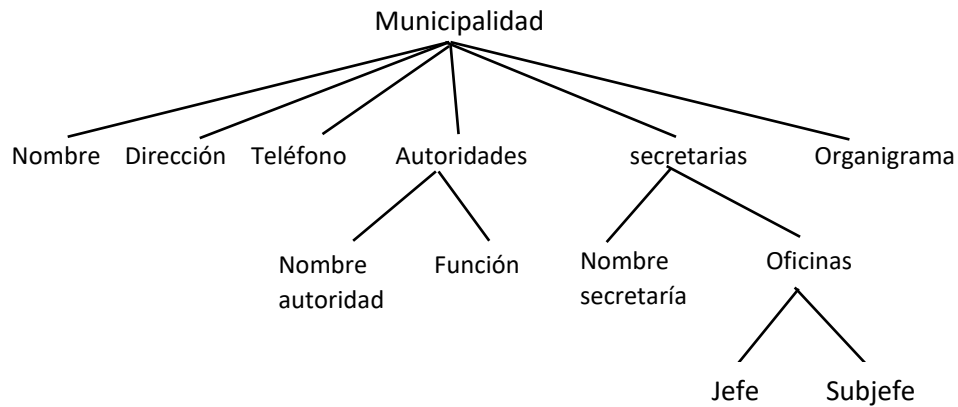 Municipalidad
Nombre Dirección Teléfono Autoridades secretarias Organigrama
Nombre autoridad
Función
Nombre secretaría
Oficinas
Jefe Subjefe